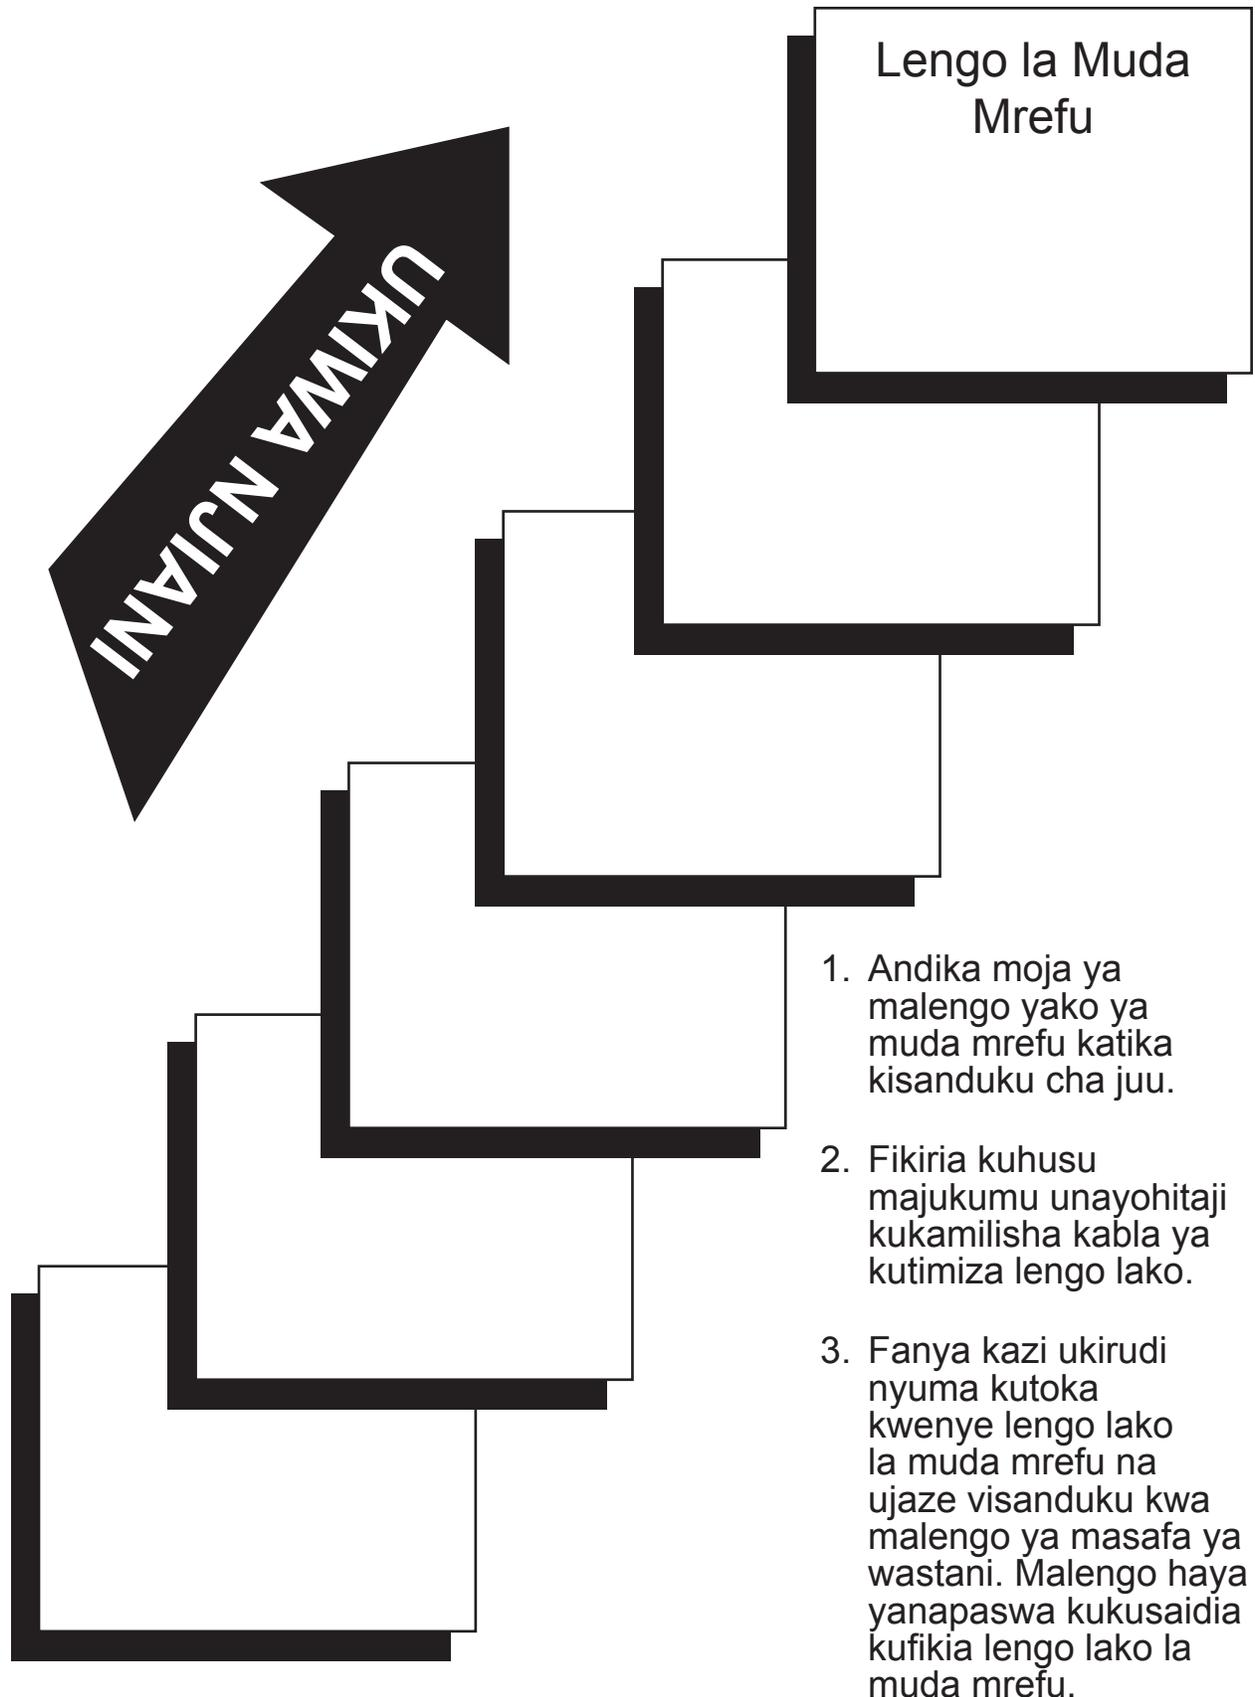 Lengo la Muda
Mrefu
UKIWA NJIANI
1. Andika moja ya
malengo yako ya
muda mrefu katika
kisanduku cha juu.
2. Fikiria kuhusu
majukumu unayohitaji
kukamilisha kabla ya
kutimiza lengo lako.
3. Fanya kazi ukirudi
nyuma kutoka
kwenye lengo lako
la muda mrefu na
ujaze visanduku kwa
malengo ya masafa ya
wastani. Malengo haya
yanapaswa kukusaidia
kufikia lengo lako la
muda mrefu.